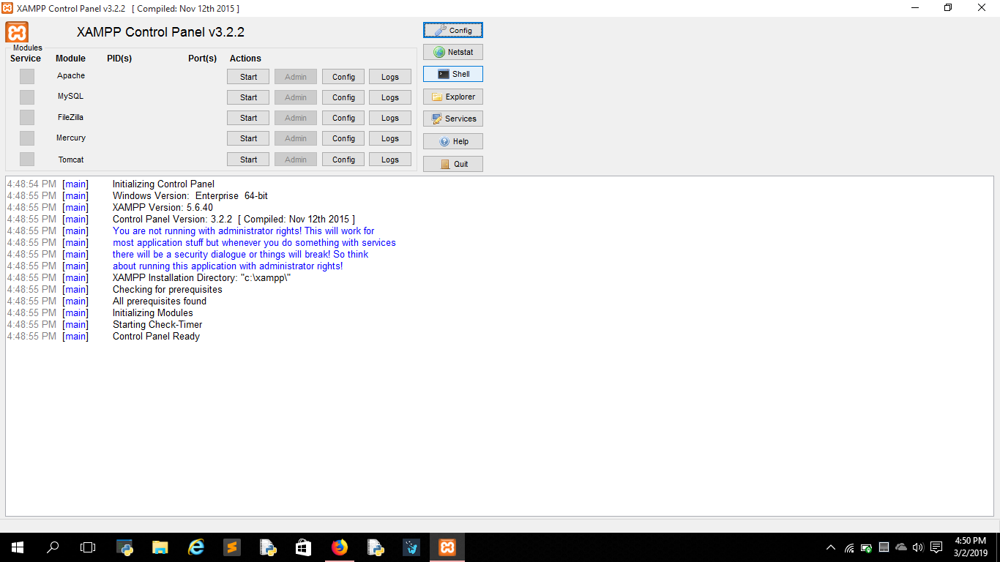 XAMPP Control Panel v3.2.2 [ Compiled: Nov 12th 2015 ]
XAMPP Control Panel v3.2.2
Config
Modules
Service Module PID(s) Port(s) Actions
Netstat
Apache Start Admin Config Logs
Shell
MySQL Start Admin Config Logs
Explorer
FileZilla Start Admin Config Logs
Services
Mercury Start Admin Config Logs
Help
Tomcat Start Admin Config Logs
Quit
4:48:54 PM [main] Initializing Control Panel
4:48:55 PM [main] Windows Version: Enterprise 64-bit
4:48:55 PM [main] XAMPP Version: 5.6.40
4:48:55 PM [main] Control Panel Version: 3.2.2 [ Compiled: Nov 12th 2015 ]
4:48:55 PM [main] You are not running with administrator rights! This will work for
4:48:55 PM [main] most application stuff but whenever you do something with services
4:48:55 PM [main] there will be a security dialogue or things will break! So think
4:48:55 PM [main] about running this application with administrator rights!
4:48:55 PM [main] XAMPP Installation Directory: "c:\xampp\"
4:48:55 PM [main] Checking for prerequisites
4:48:55 PM [main] All prerequisites found
4:48:55 PM [main] Initializing Modules
4:48:55 PM [main] Starting Check-Timer
4:48:55 PM [main] Control Panel Ready
4:50 PM
3/2/2019